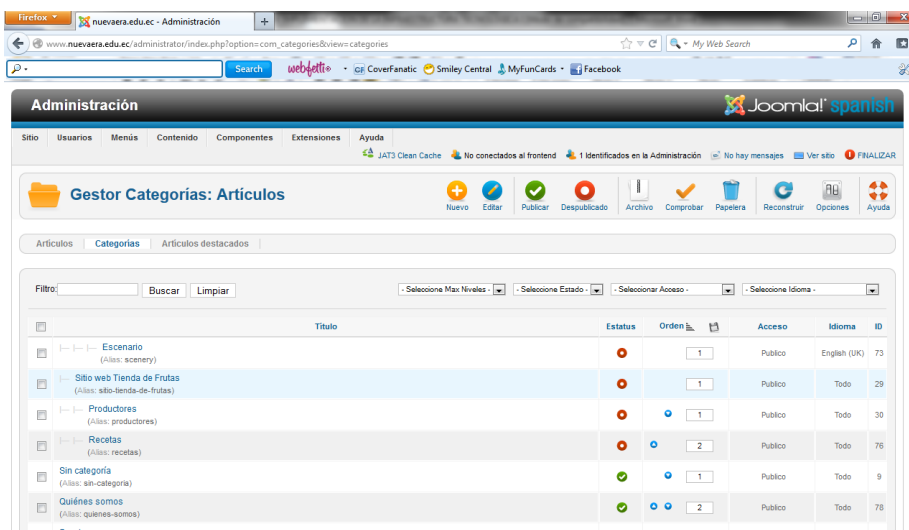 Firefox
nuevaera.edu.ec - Administración
www.nuevaera.edu.ec/administrator/index.php?option=com_categories&view=categories
My Web Search
Search webfetti CF CoverFanatic Smiley Central MyFunCards Facebook
Administración
Joomla! spanish
Sitio Usuarios Menús Contenido Componentes Extensiones Ayuda
JAT3 Clean Cache No conectados al frontend 1 Identificados en la Administración No hay mensajes Ver sitio FINALIZAR
Gestor Categorías: Artículos
Nuevo Editar Publicar Despublicado Archivo Comprobar Papelera Reconstruir Opciones Ayuda
Artículos Categorías Artículos destacados
Filtro: Buscar Limpiar - Seleccione Max Niveles - - Seleccione Estado - - Seleccionar Acceso - - Seleccione Idioma -
Título Estatus Orden Acceso Idioma ID
|— |— |— Escenario 1 Publico English (UK) 73
(Alias: scenery)
|— Sitio web Tienda de Frutas 1 Publico Todo 29
(Alias: sitio-tienda-de-frutas)
|— |— Productores 1 Publico Todo 30
(Alias: productores)
|— |— Recetas 2 Publico Todo 76
(Alias: recetas)
Sin categoría 1 Publico Todo 9
(Alias: sin-categoria)
Quiénes somos 2 Publico Todo 78
(Alias: quienes-somos)